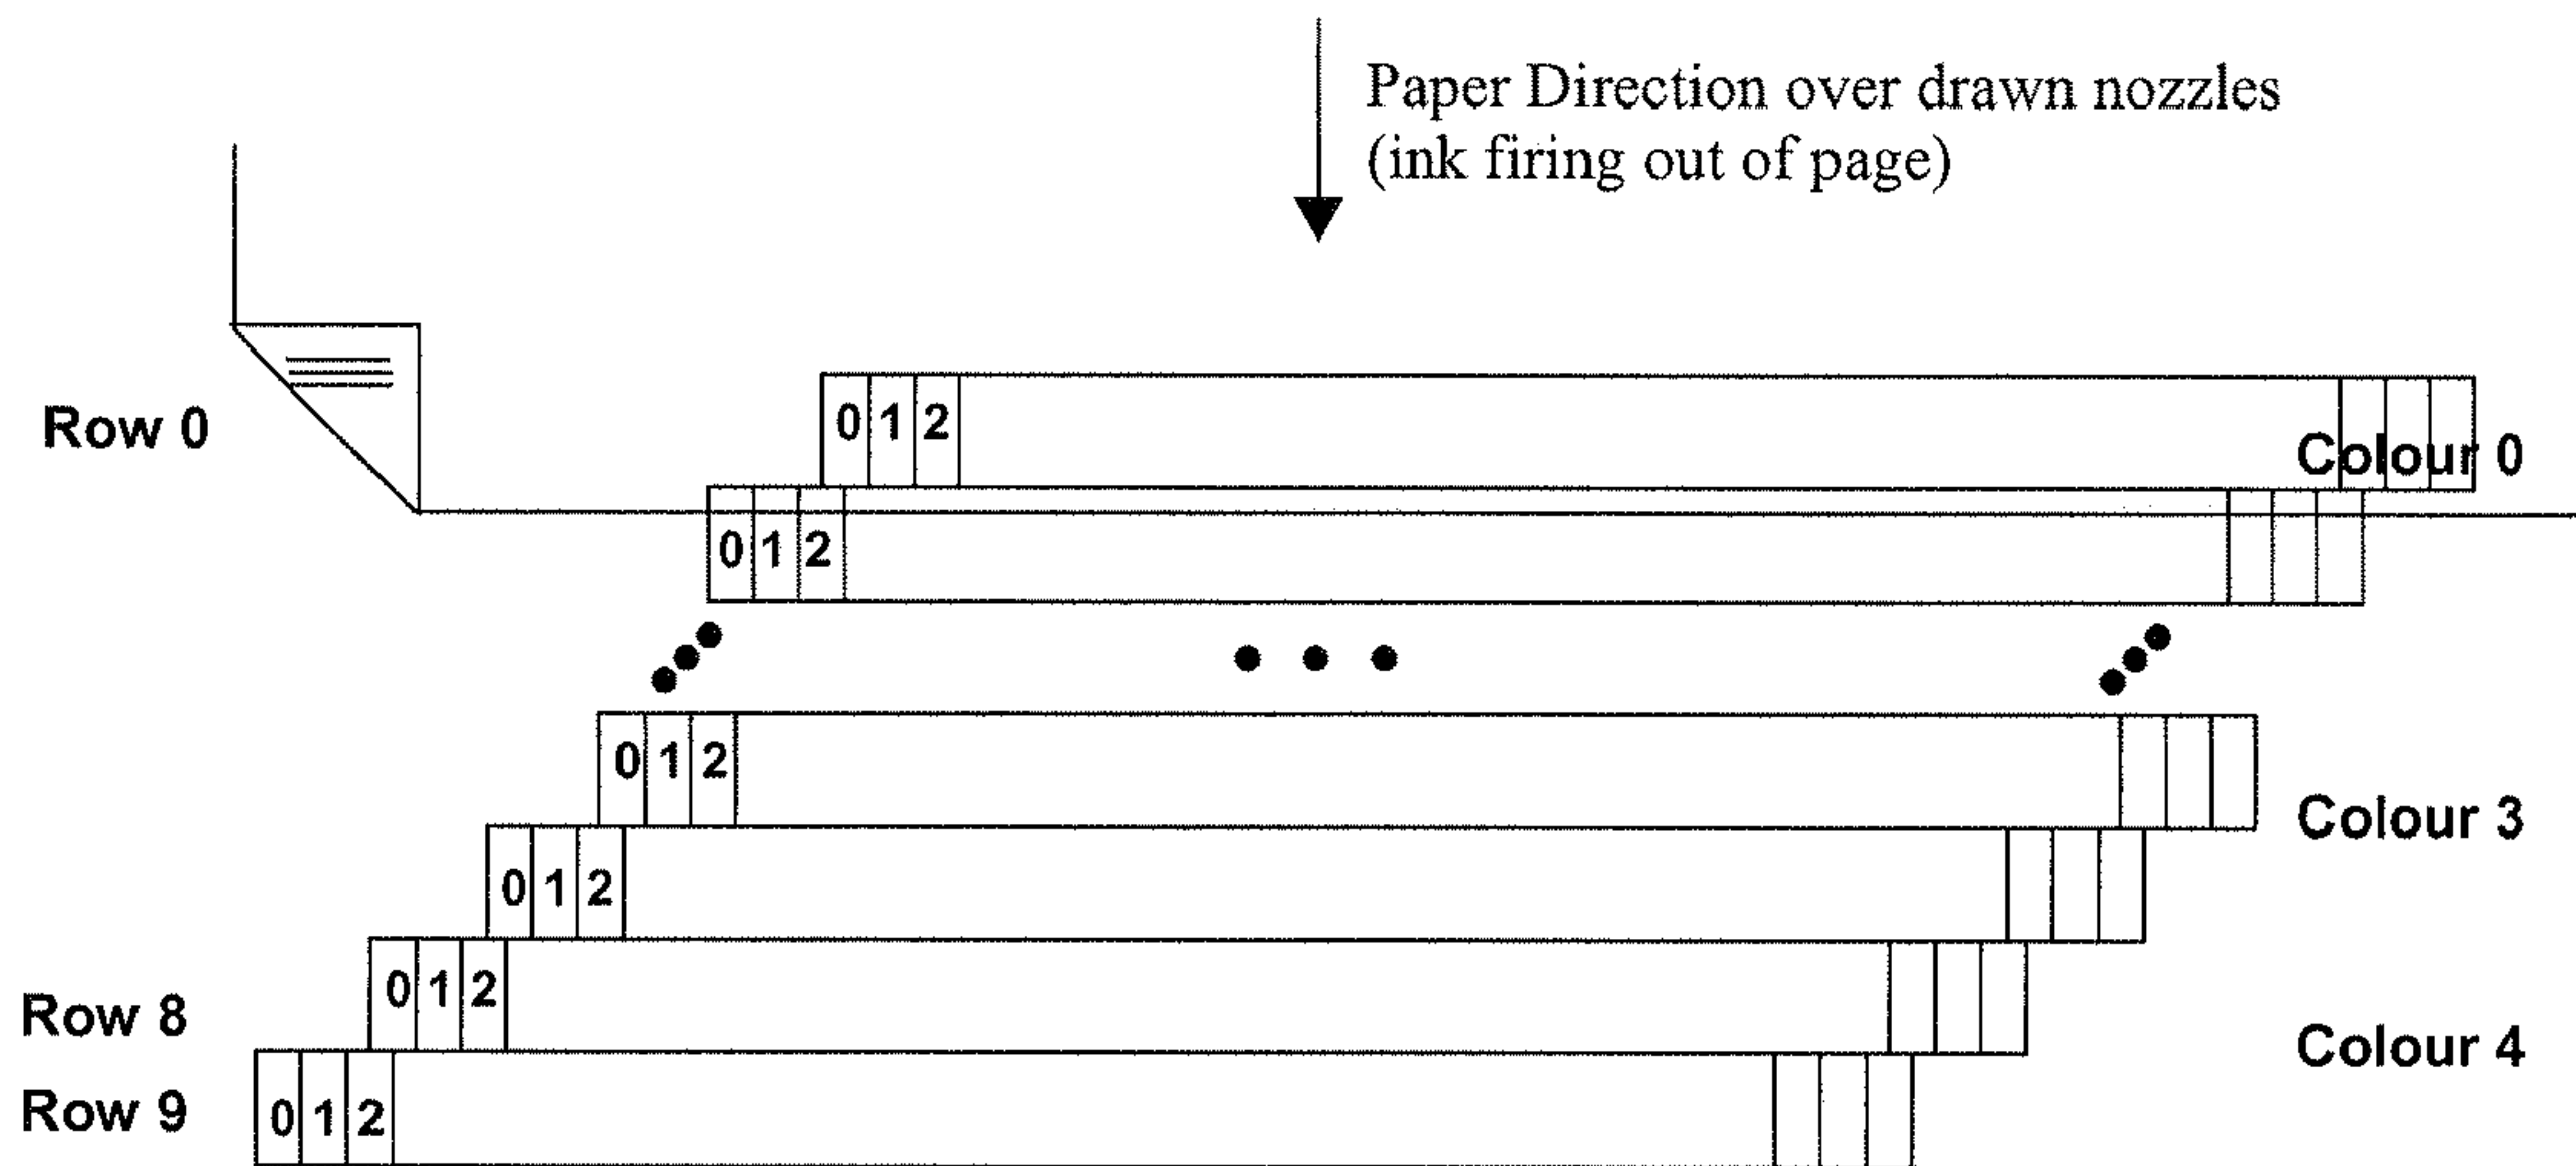 Paper Direction over drawn nozzles
(ink firing out of page)
Row 0
0 1 2
Colour 0
0 1 2
0 1 2
Colour 3
0 1 2
Row 8
0 1 2
Colour 4
Row 9
0 1 2